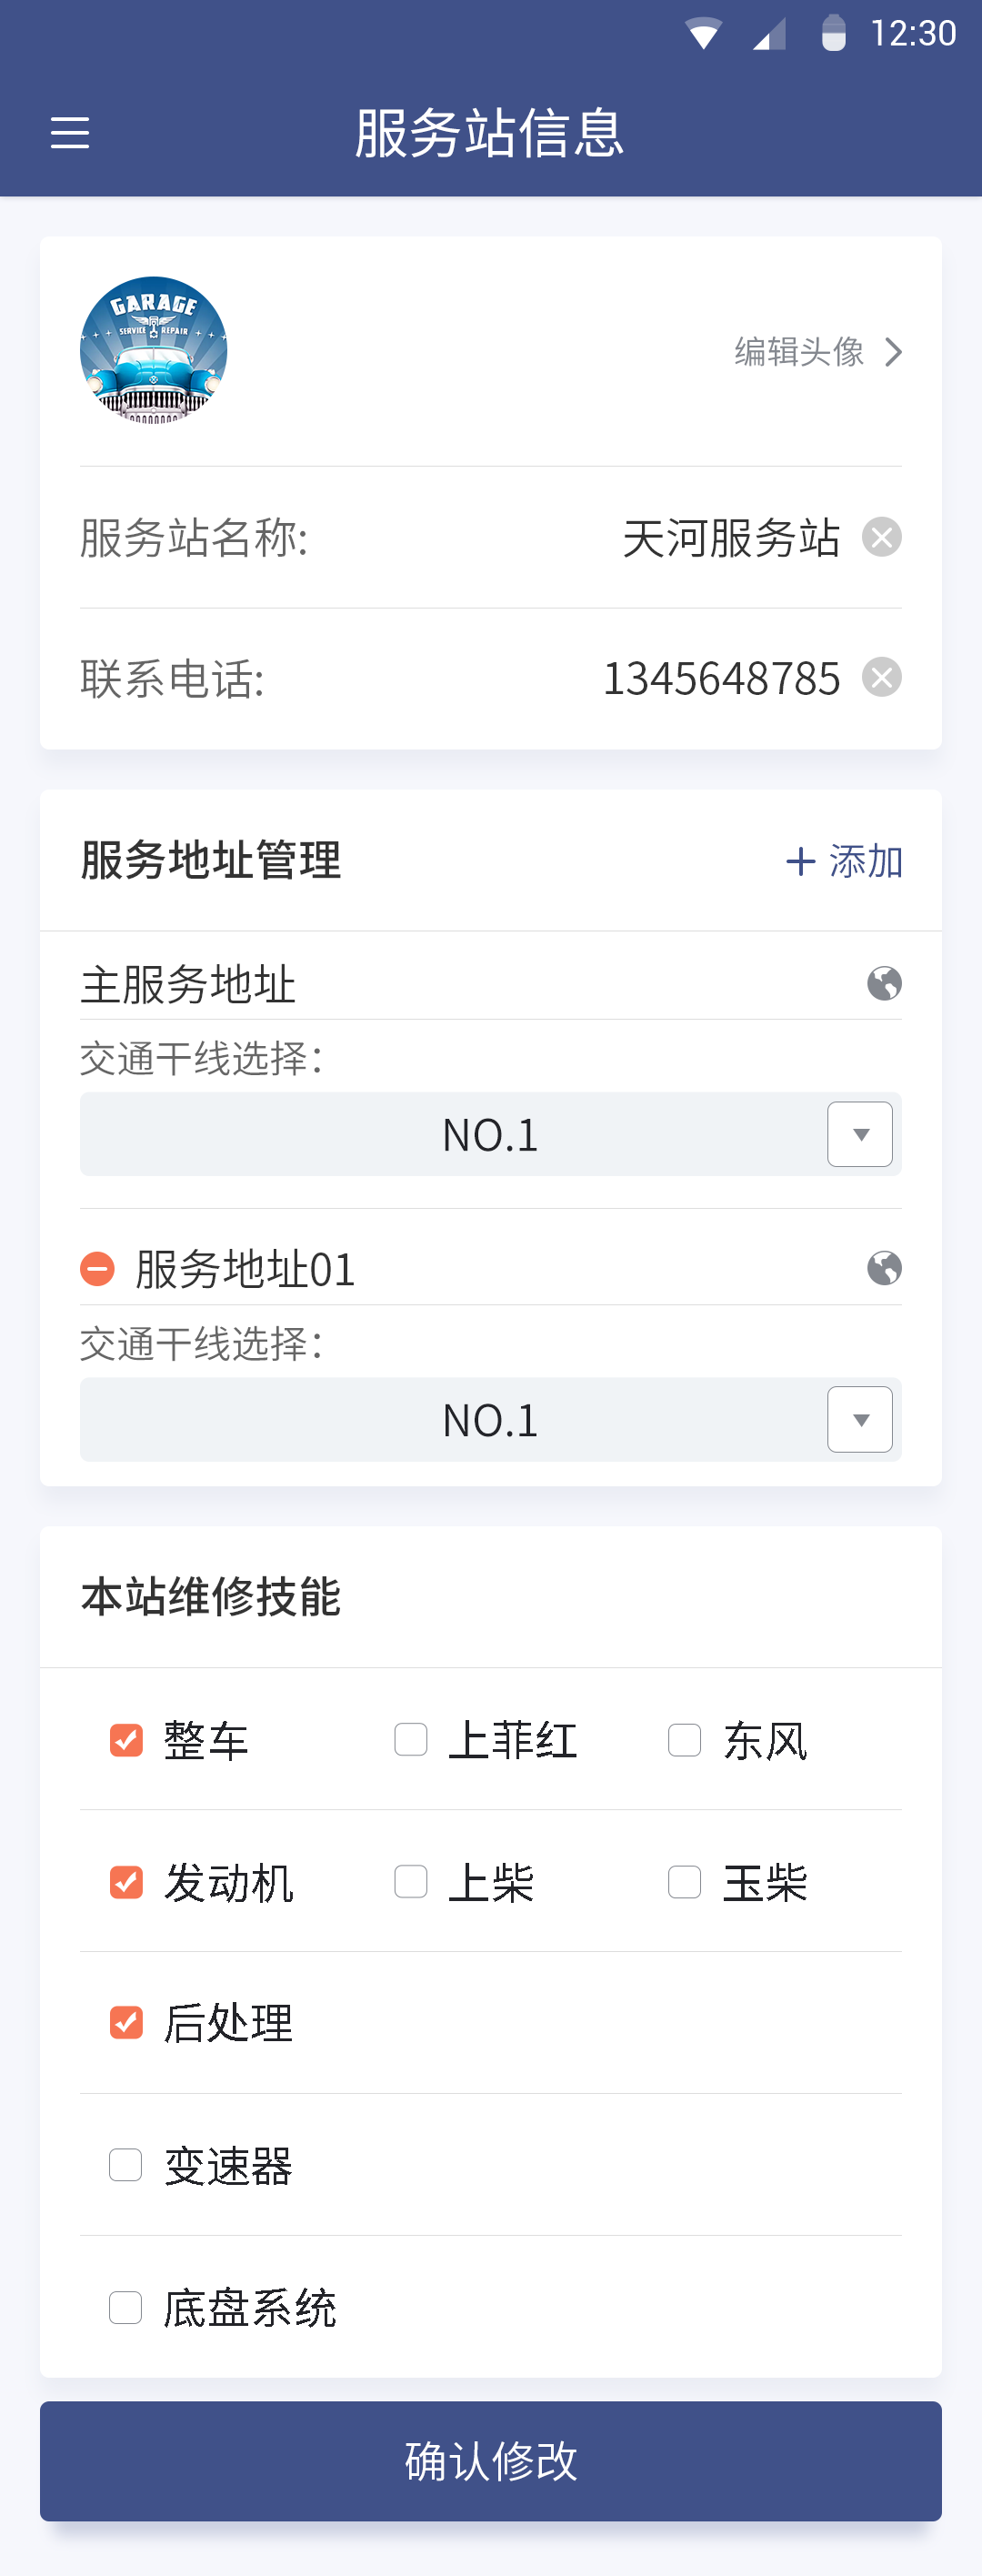 12:30
服务站信息
GARAGE
SERVICE REPAIR
编辑头像
服务站名称: 天河服务站
联系电话: 1345648785
服务地址管理 + 添加
主服务地址
交通干线选择：
NO.1
服务地址01
交通干线选择：
NO.1
本站维修技能
整车 上菲红 东风
发动机 上柴 玉柴
后处理
变速器
底盘系统
确认修改